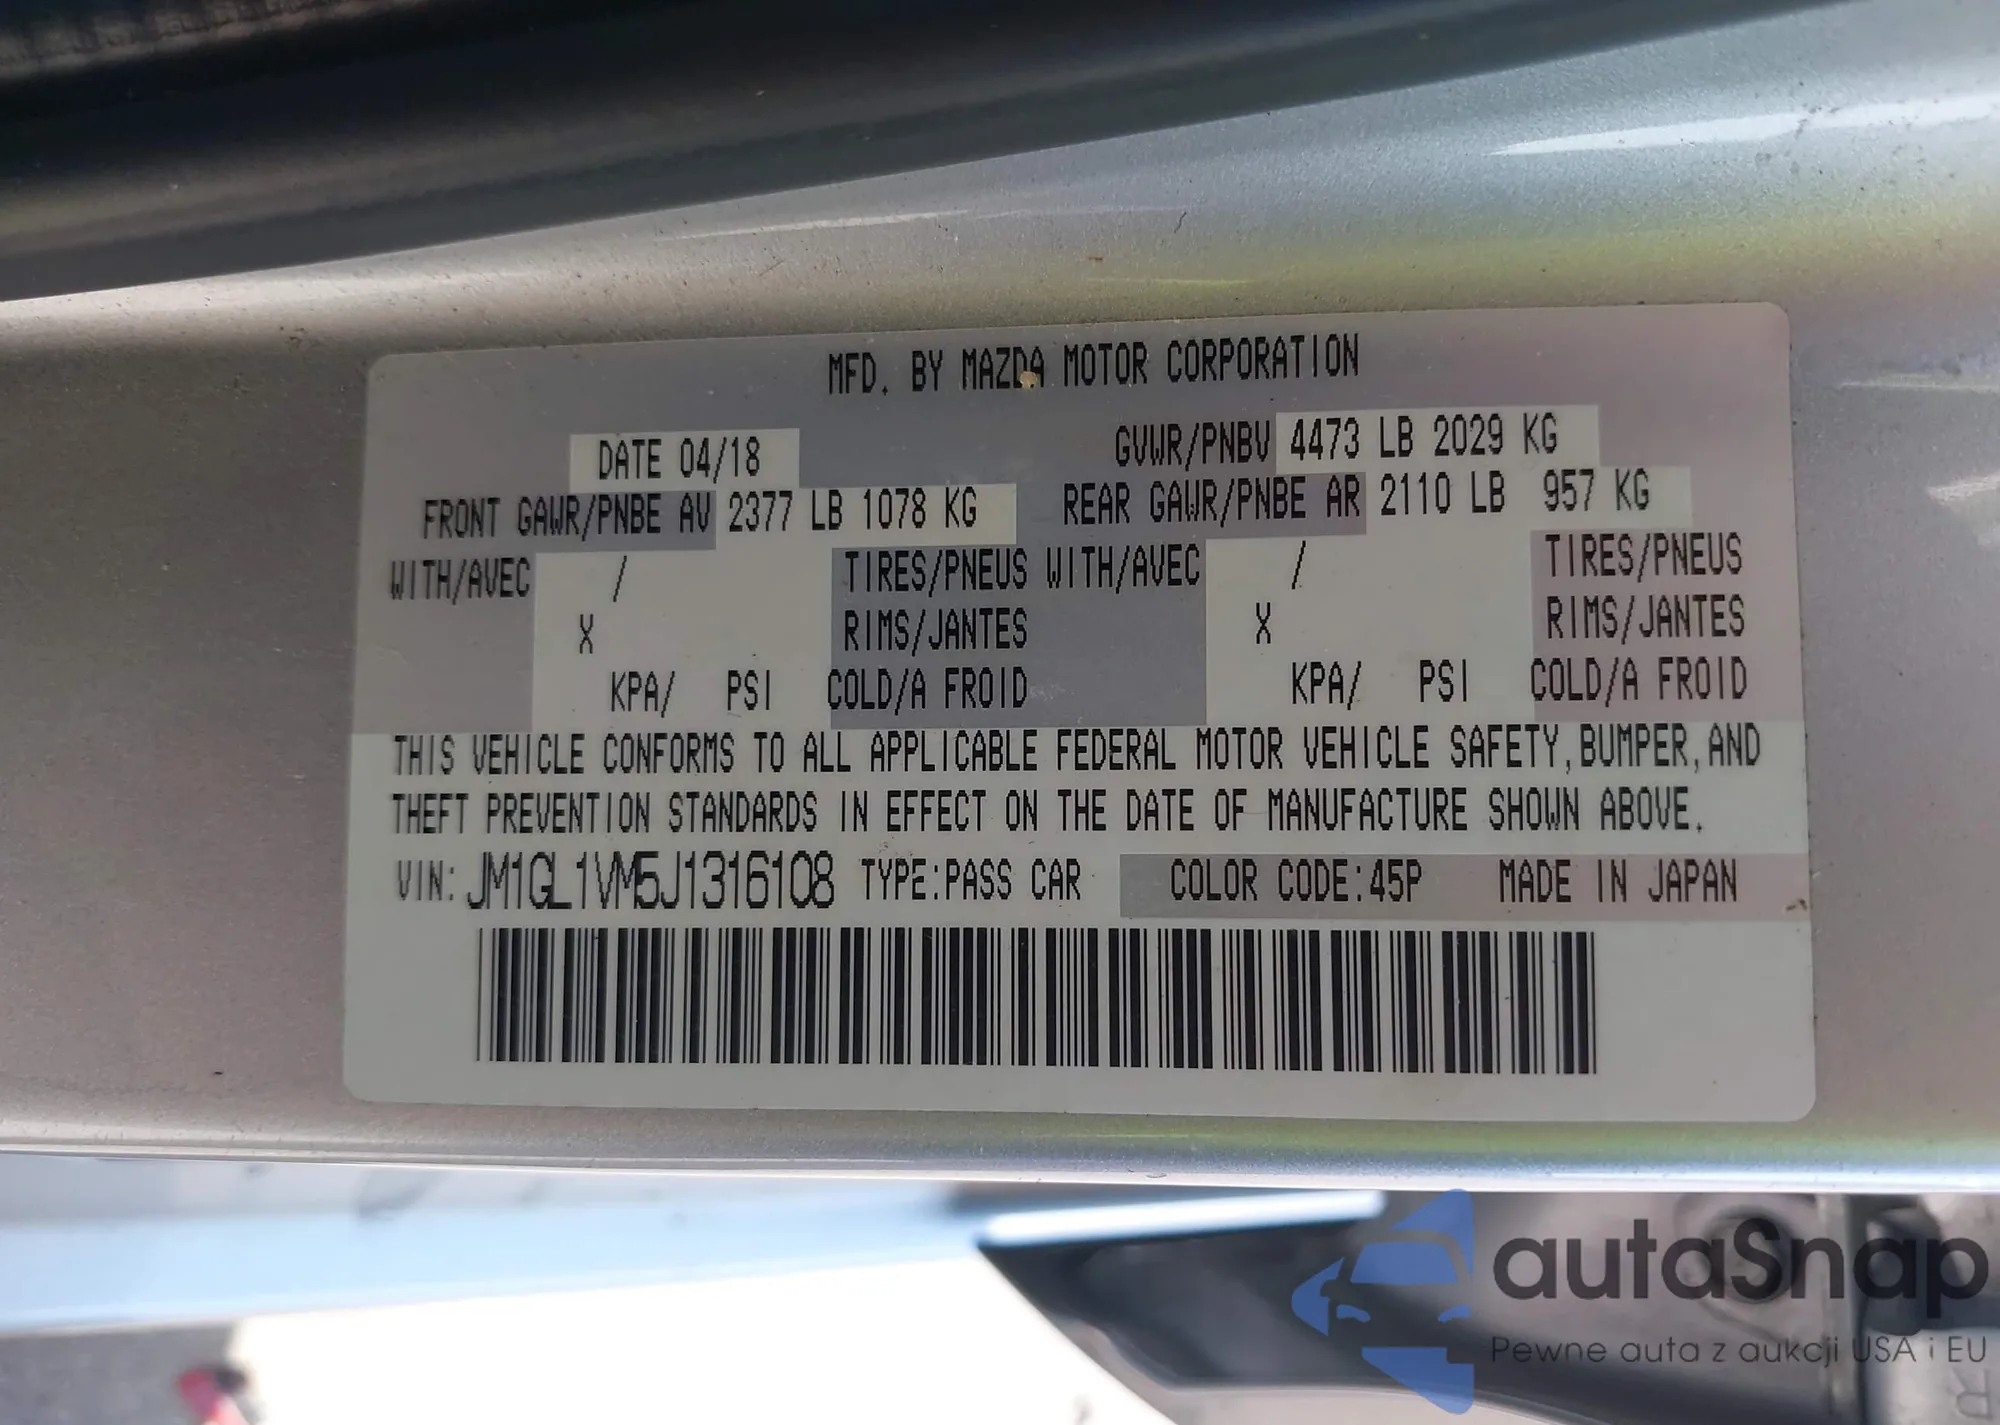 MFD. BY MAZDA MOTOR CORPORATION
DATE 04/18 GVWR/PNBV 4473 LB 2029 KG
FRONT GAWR/PNBE AV 2377 LB 1078 KG REAR GAWR/PNBE AR 2110 LB 957 KG
WITH/AVEC / TIRES/PNEUS WITH/AVEC / TIRES/PNEUS
X RIMS/JANTES X RIMS/JANTES
KPA/ PSI COLD/A FROID KPA/ PSI COLD/A FROID
THIS VEHICLE CONFORMS TO ALL APPLICABLE FEDERAL MOTOR VEHICLE SAFETY, BUMPER, AND
THEFT PREVENTION STANDARDS IN EFFECT ON THE DATE OF MANUFACTURE SHOWN ABOVE.
VIN: JM1GL1VM5J1316108 TYPE:PASS CAR COLOR CODE:45P MADE IN JAPAN
autaSnap
Pewne auta z aukcji USA i EU